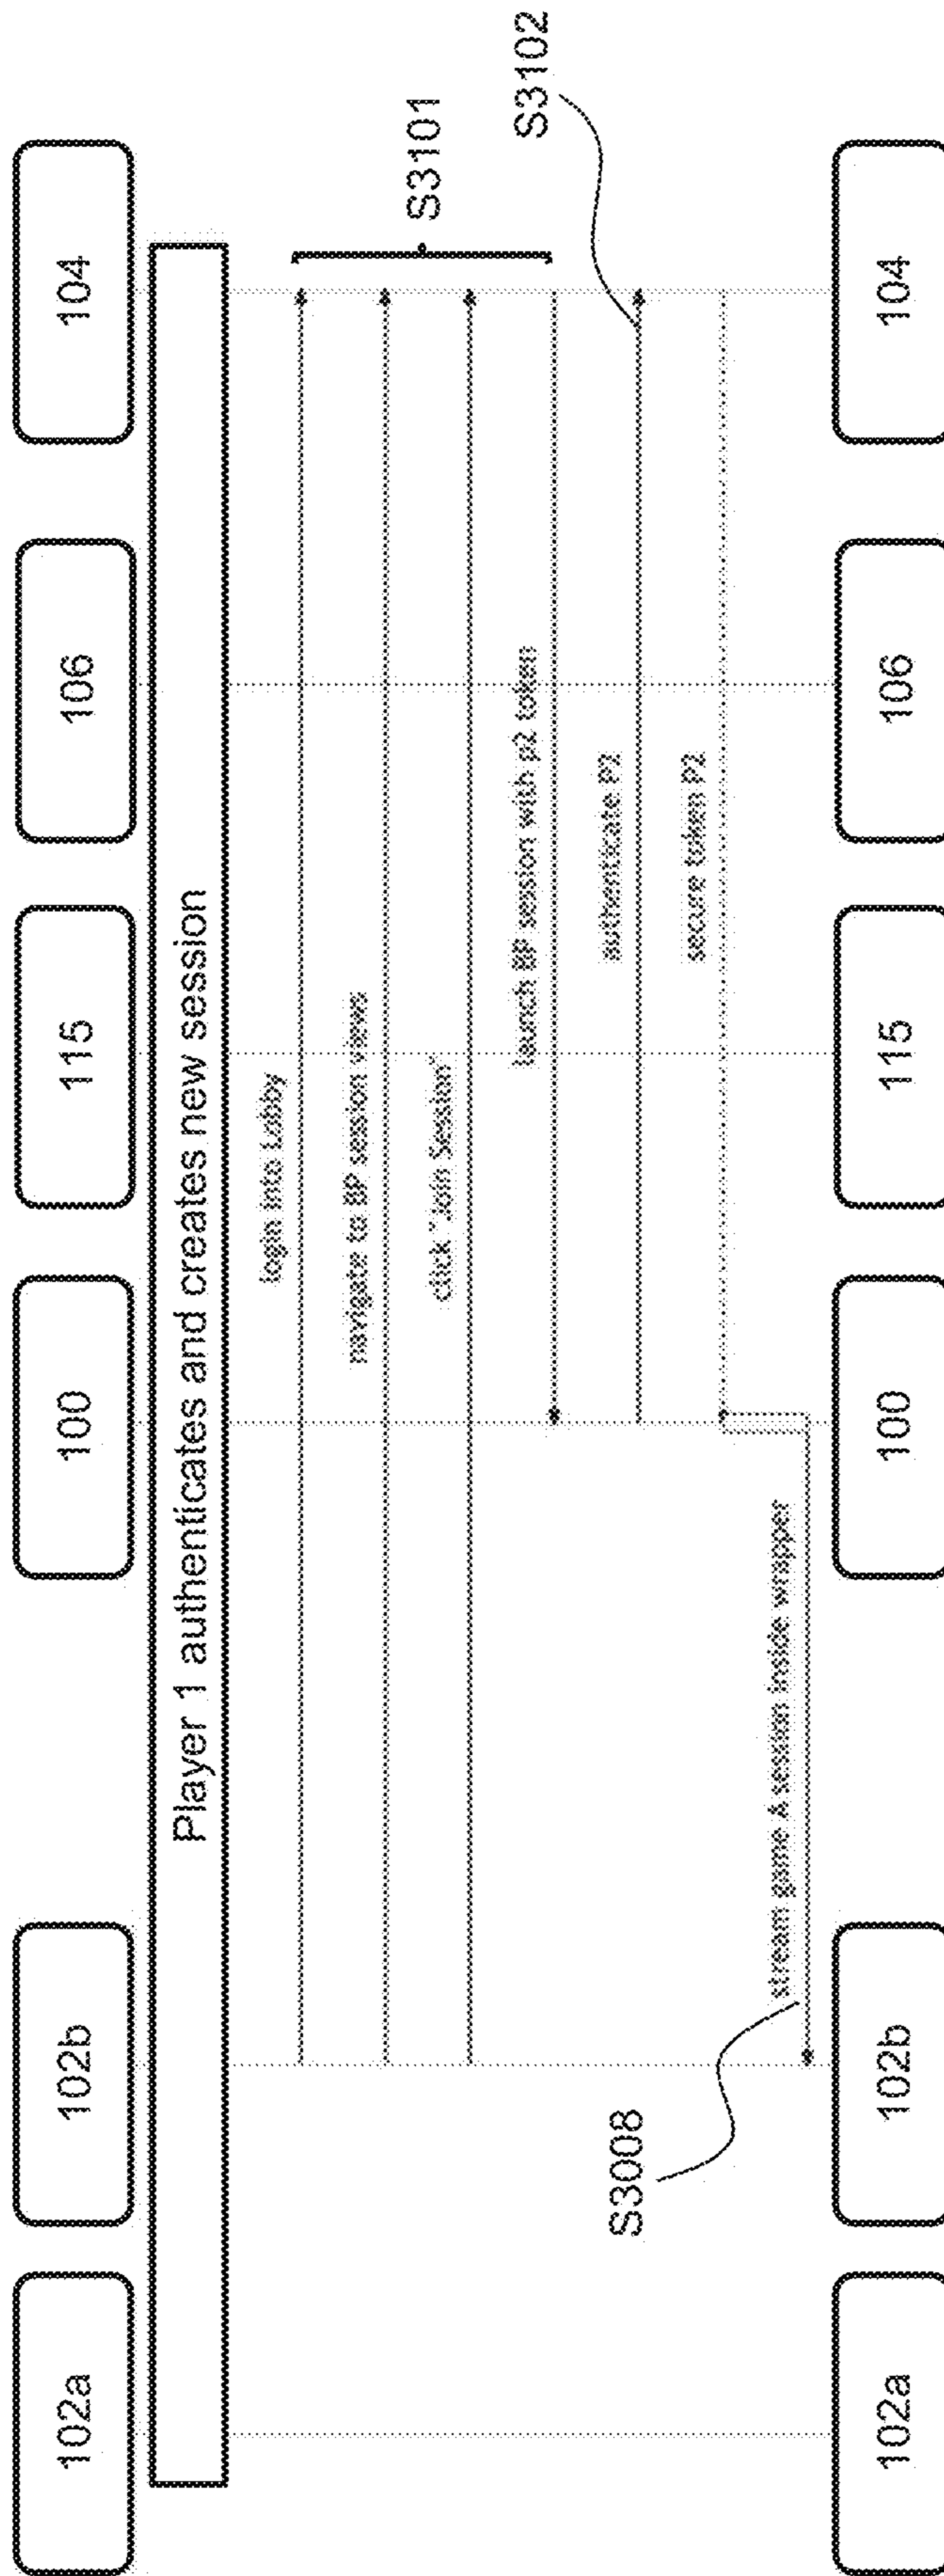 102a
102b
100
115
106
104
Player 1 authenticates and creates new session
login into Lobby
navigate to BP session views
click "Join Session"
S3101
launch BP session with p2 token
authenticate P2
S3102
secure token P2
S3008
stream game A session inside wrapper
102a
102b
100
115
106
104